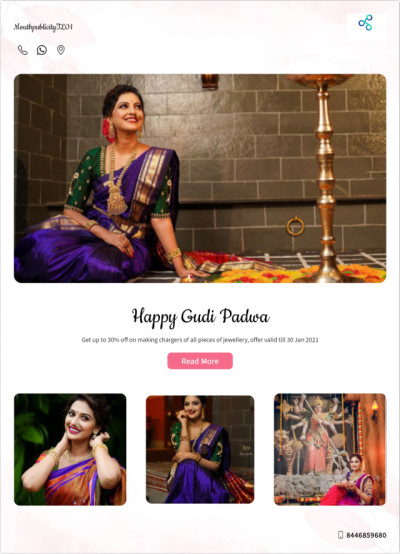 MouthpublicityTLOI
Happy Gudi Padwa
Get up to 30% off on making chargers of all pieces of jewellery, offer valid till 30 Jan 2021
Read More
8446859680